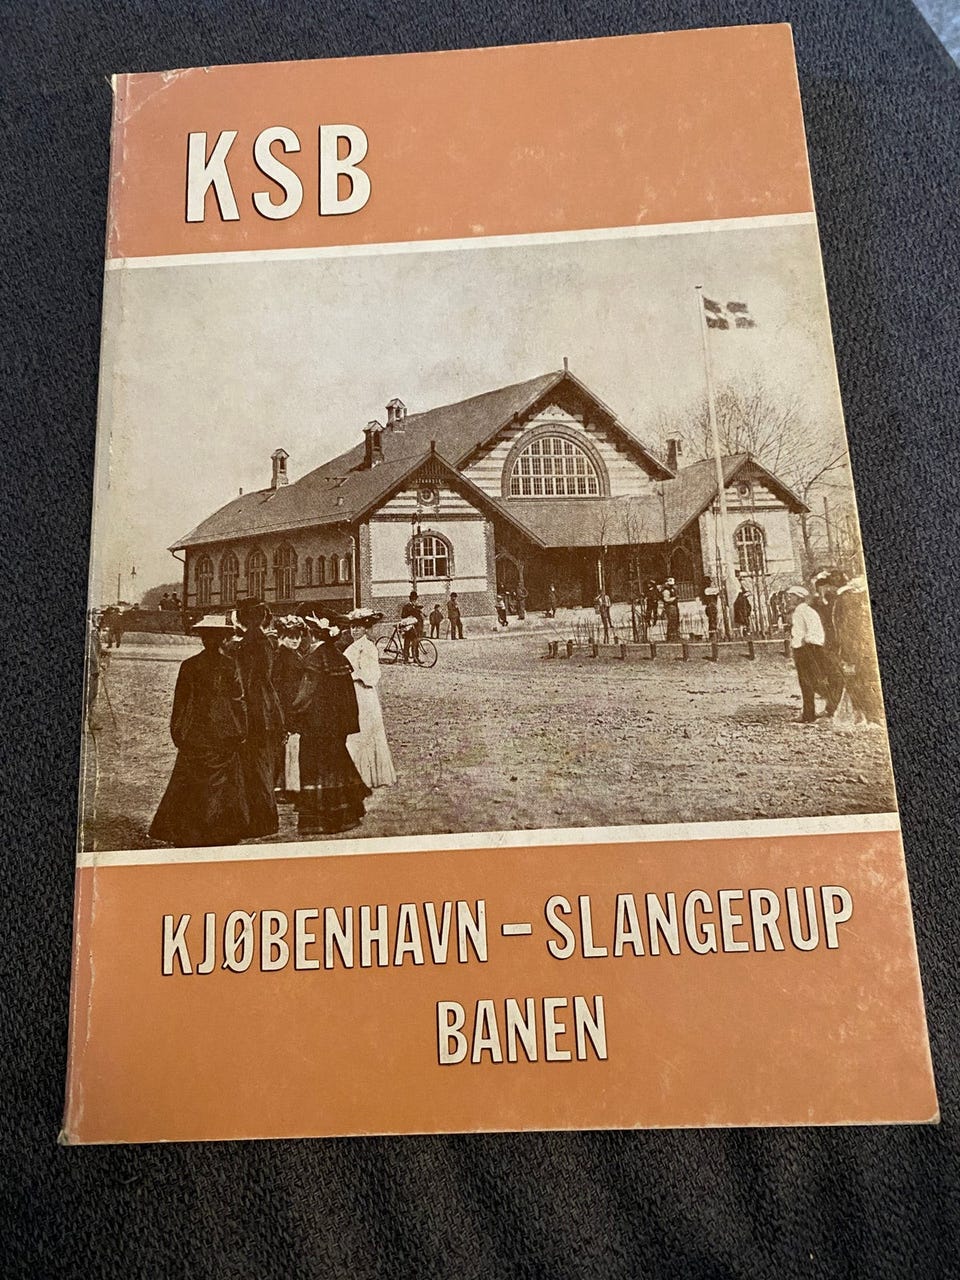 KSB
KJØBENHAVN – SLANGERUP
BANEN